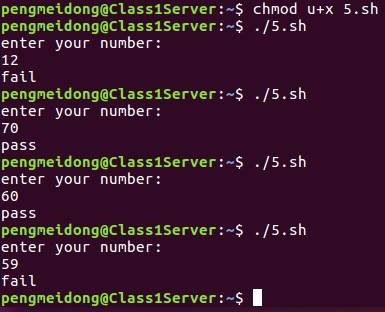 pengmeidong@Class1Server:~$ chmod u+x 5.sh
pengmeidong@Class1Server:~$ ./5.sh
enter your number:
12
fail
pengmeidong@Class1Server:~$ ./5.sh
enter your number:
70
pass
pengmeidong@Class1Server:~$ ./5.sh
enter your number:
60
pass
pengmeidong@Class1Server:~$ ./5.sh
enter your number:
59
fail
pengmeidong@Class1Server:~$